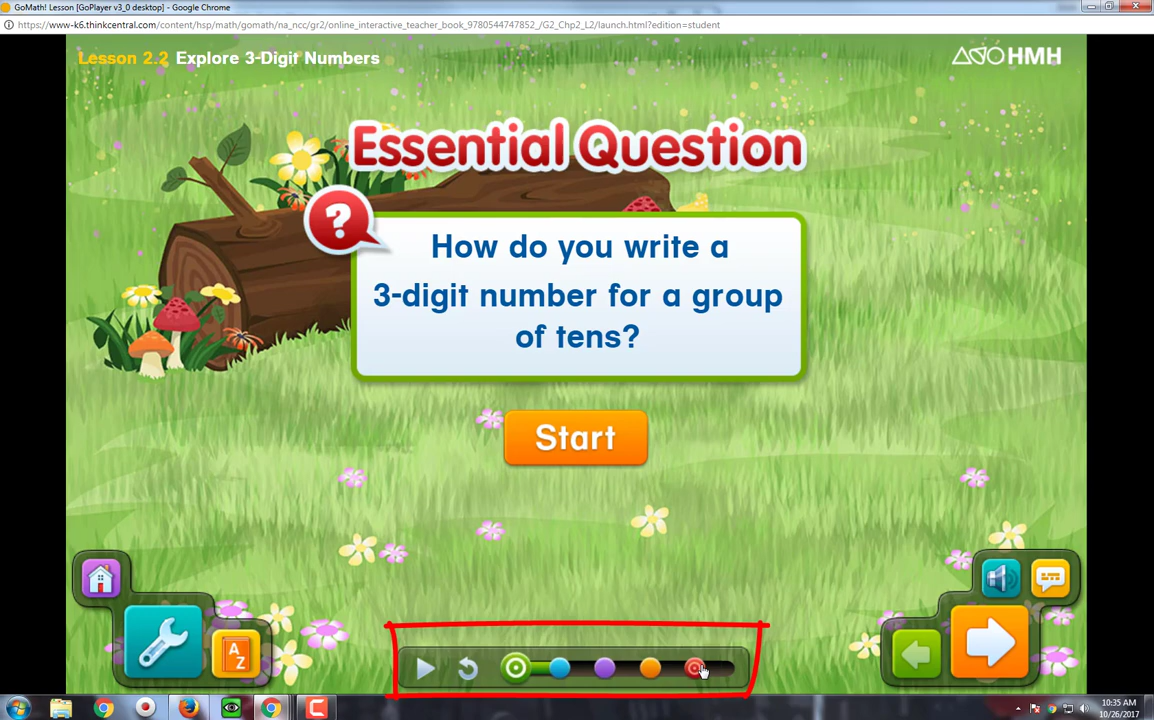 GoMath! Lesson [GoPlayer v3_0 desktop] - Google Chrome
https://www-k6.thinkcentral.com/content/hsp/math/gomath/na_ncc/gr2/online_interactive_teacher_book_9780544747852_/G2_Chp2_L2/launch.html?edition=student
Lesson 2.2 Explore 3-Digit Numbers
HMH
Essential Question
?
How do you write a
3-digit number for a group
of tens?
Start
A
Z
10:35 AM
10/26/2017